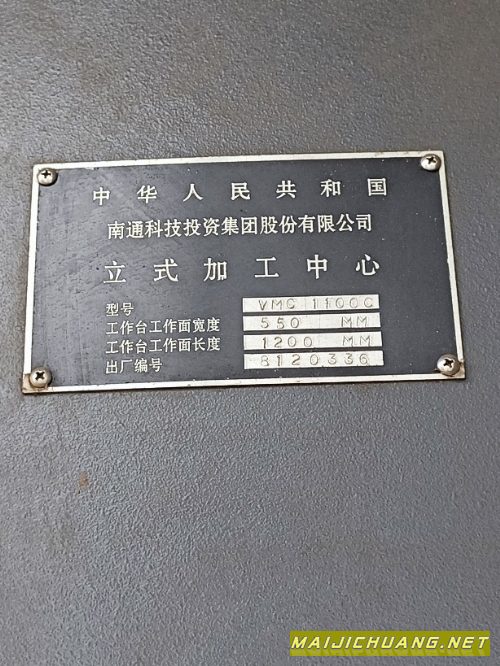 中华人民共和国
南通科技投资集团股份有限公司
立式加工中心
型号 VMC 1100C
工作台工作面宽度 550 MM
工作台工作面长度 1200 MM
出厂编号 8120336
MAIJICHUANG.NET